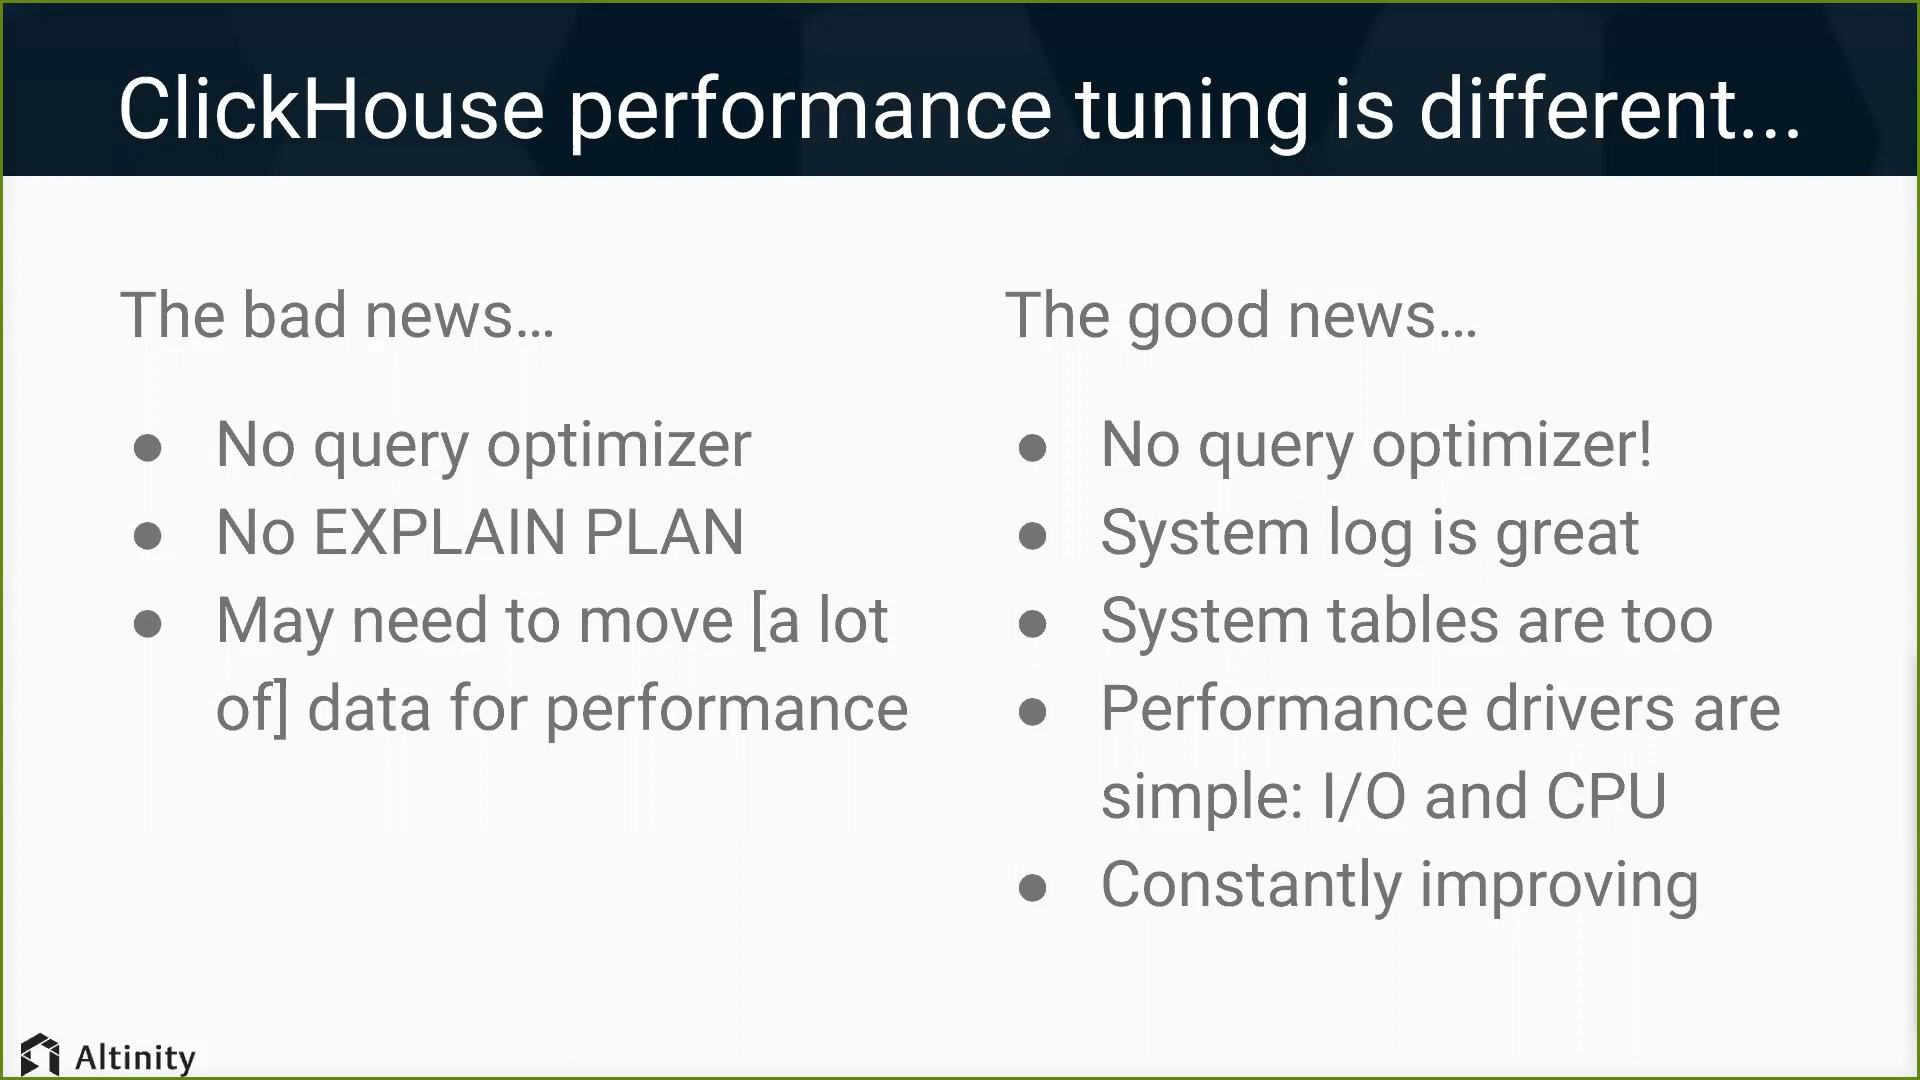 ClickHouse performance tuning is different...
The bad news…
● No query optimizer
● No EXPLAIN PLAN
● May need to move [a lot
of] data for performance
The good news…
● No query optimizer!
● System log is great
● System tables are too
● Performance drivers are
simple: I/O and CPU
● Constantly improving
Altinity